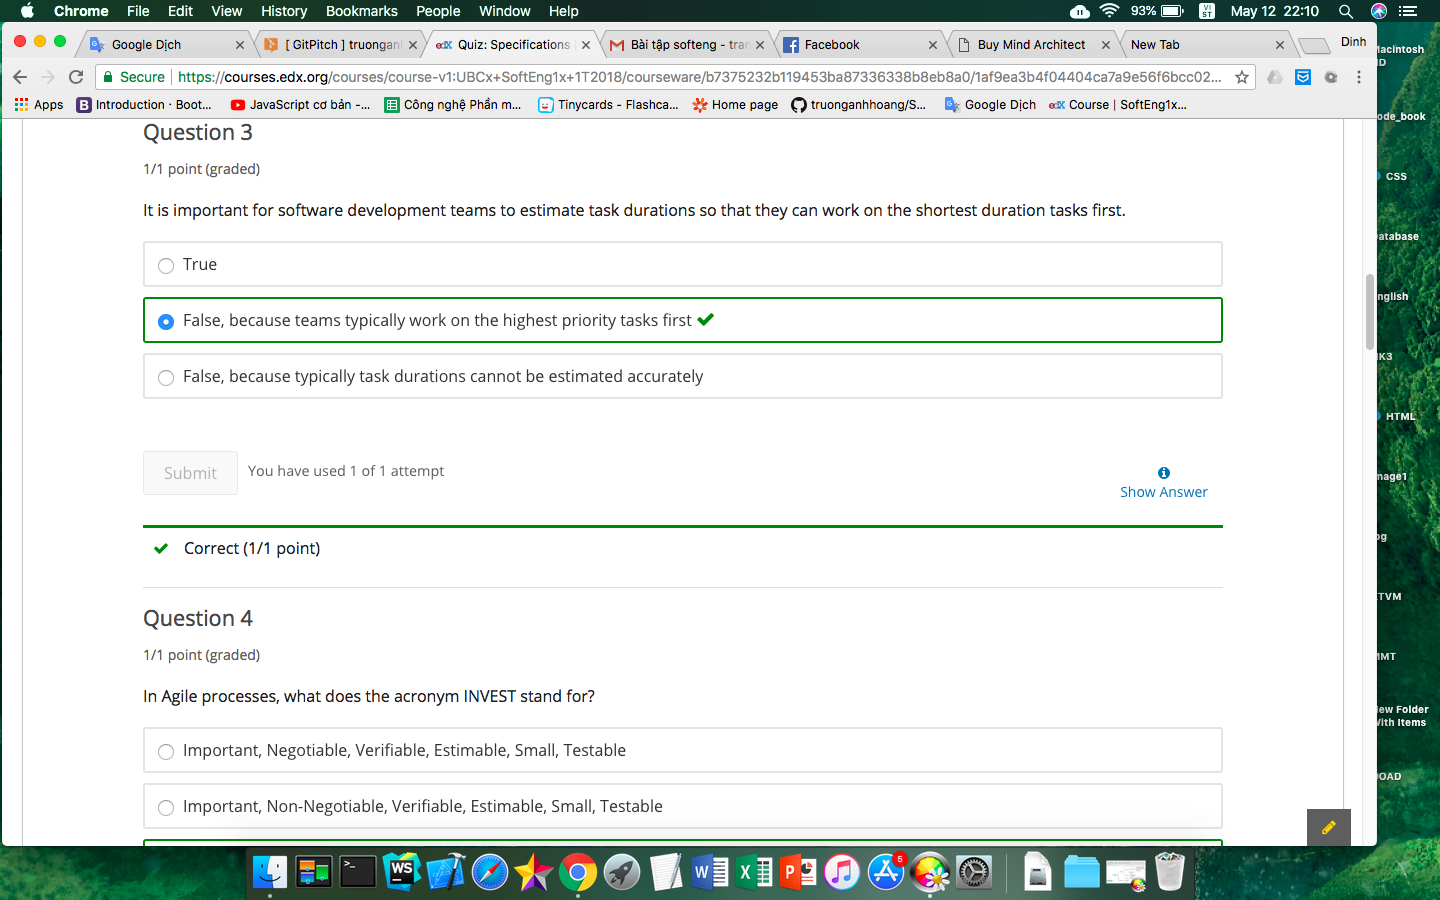 Chrome File Edit View History Bookmarks People Window Help 93% VI ST May 12 22:10
Google Dịch [ GitPitch ] truongan edX Quiz: Specifications Bài tập softeng - tran Facebook Buy Mind Architect New Tab Dinh
Secure https://courses.edx.org/courses/course-v1:UBCx+SoftEng1x+1T2018/courseware/b7375232b119453ba87336338b8eb8a0/1af9ea3b4f04404ca7a9e56f6bcc02...
Apps Introduction · Boot... JavaScript cơ bản -... Công nghệ Phần m... Tinycards - Flashca... Home page truonganhhoang/S... Google Dịch edX Course | SoftEng1x...
Question 3
1/1 point (graded)
It is important for software development teams to estimate task durations so that they can work on the shortest duration tasks first.
True
False, because teams typically work on the highest priority tasks first
False, because typically task durations cannot be estimated accurately
Submit You have used 1 of 1 attempt
Show Answer
Correct (1/1 point)
Question 4
1/1 point (graded)
In Agile processes, what does the acronym INVEST stand for?
Important, Negotiable, Verifiable, Estimable, Small, Testable
Important, Non-Negotiable, Verifiable, Estimable, Small, Testable
lacintosh
ode_book
CSS
atabase
nglish
HTML
mage1
TVM
MT
ew Folder
With Items
OAD
WS
W
X
P
5